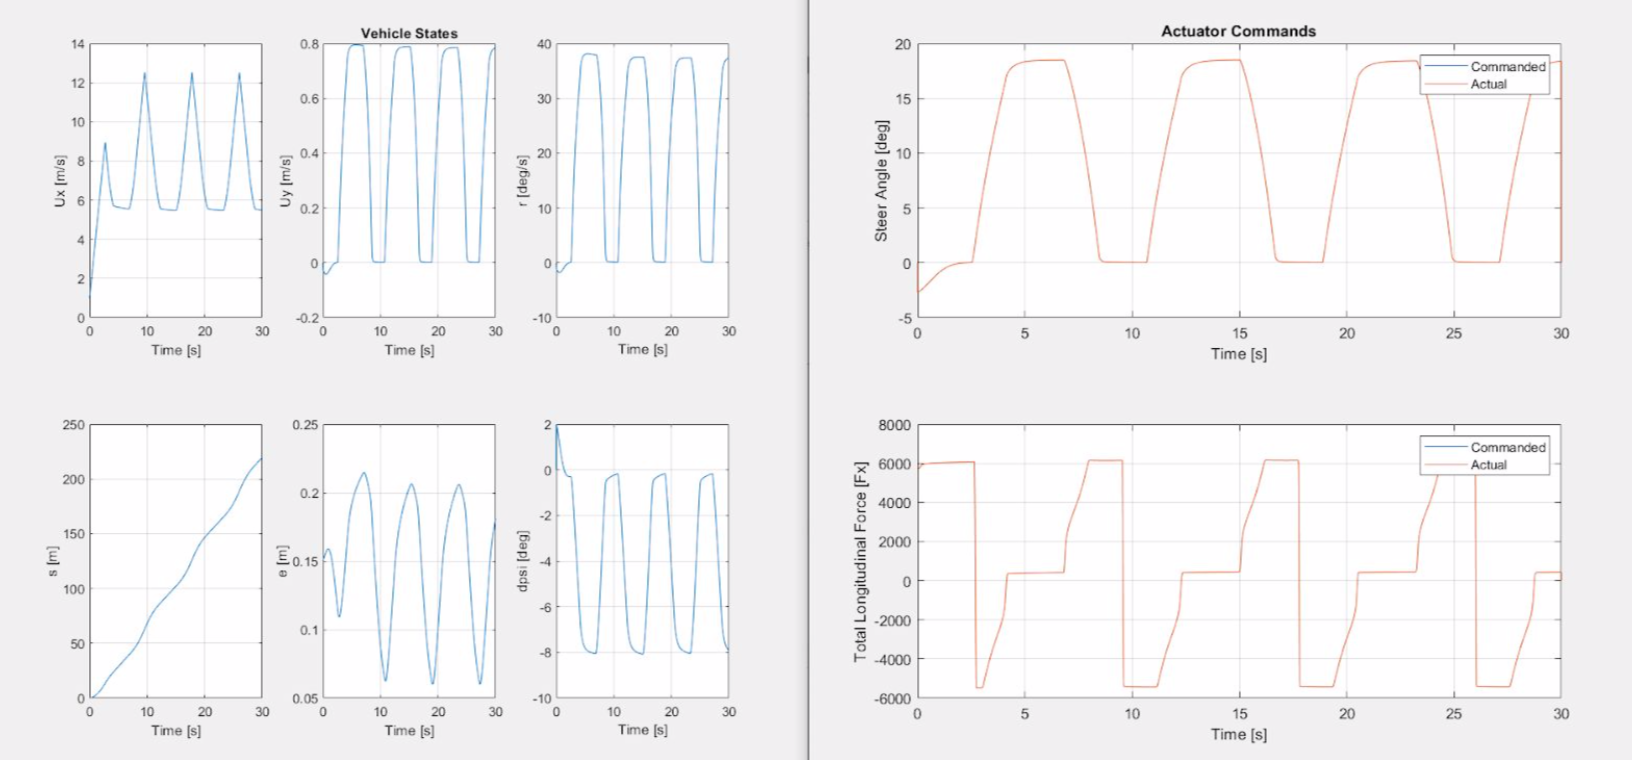 Vehicle States
14
12
10
8
6
4
2
0
Ux [m/s]
0 10 20 30
Time [s]
0.8
0.6
0.4
0.2
0
-0.2
Uy [m/s]
0 10 20 30
Time [s]
40
30
20
10
0
-10
r [deg/s]
0 10 20 30
Time [s]
250
200
150
100
50
0
s [m]
0 10 20 30
Time [s]
0.25
0.2
0.15
0.1
0.05
e [m]
0 10 20 30
Time [s]
2
0
-2
-4
-6
-8
-10
dpsi [deg]
0 10 20 30
Time [s]
Actuator Commands
20
15
10
5
0
-5
Steer Angle [deg]
Commanded
Actual
0 5 10 15 20 25 30
Time [s]
8000
6000
4000
2000
0
-2000
-4000
-6000
Total Longitudinal Force [Fx]
Commanded
Actual
0 5 10 15 20 25 30
Time [s]